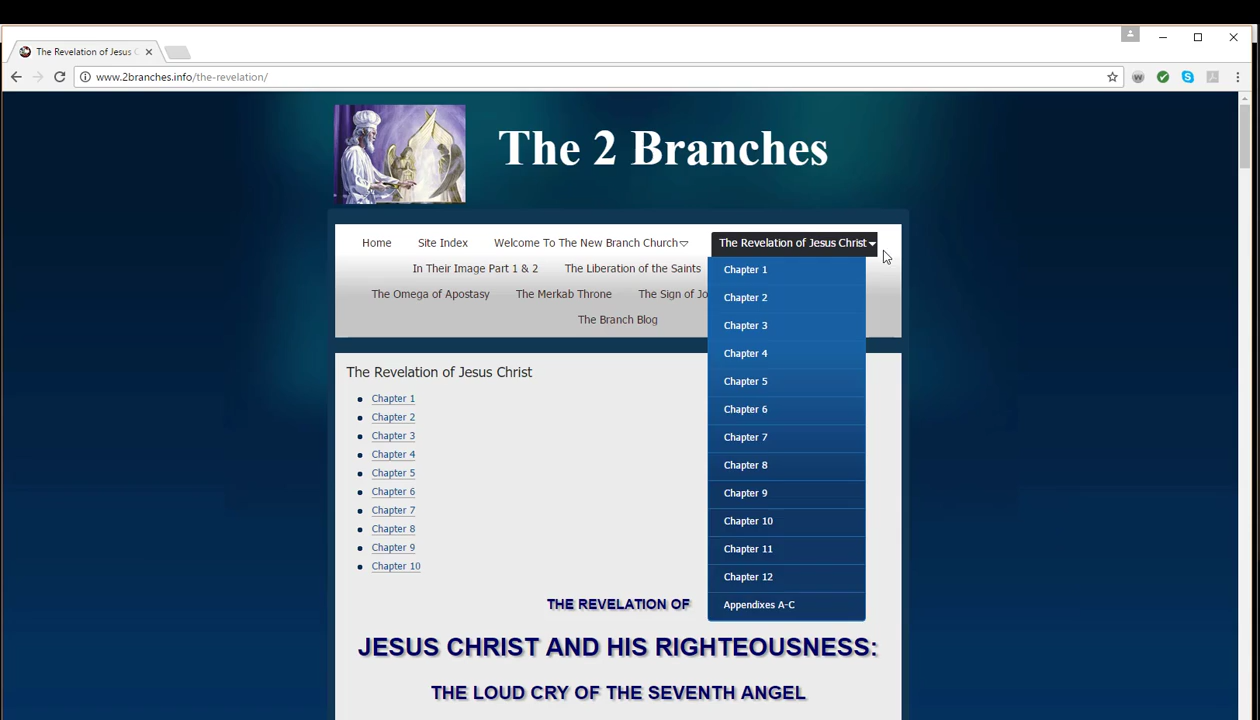 The Revelation of Jesus C
www.2branches.info/the-revelation/
The 2 Branches
Home Site Index Welcome To The New Branch Church The Revelation of Jesus Christ
In Their Image Part 1 & 2 The Liberation of the Saints
The Omega of Apostasy The Merkab Throne The Sign of Jo
The Branch Blog
Chapter 1
Chapter 2
Chapter 3
Chapter 4
Chapter 5
Chapter 6
Chapter 7
Chapter 8
Chapter 9
Chapter 10
Chapter 11
Chapter 12
Appendixes A-C
The Revelation of Jesus Christ
Chapter 1
Chapter 2
Chapter 3
Chapter 4
Chapter 5
Chapter 6
Chapter 7
Chapter 8
Chapter 9
Chapter 10
THE REVELATION OF
JESUS CHRIST AND HIS RIGHTEOUSNESS:
THE LOUD CRY OF THE SEVENTH ANGEL